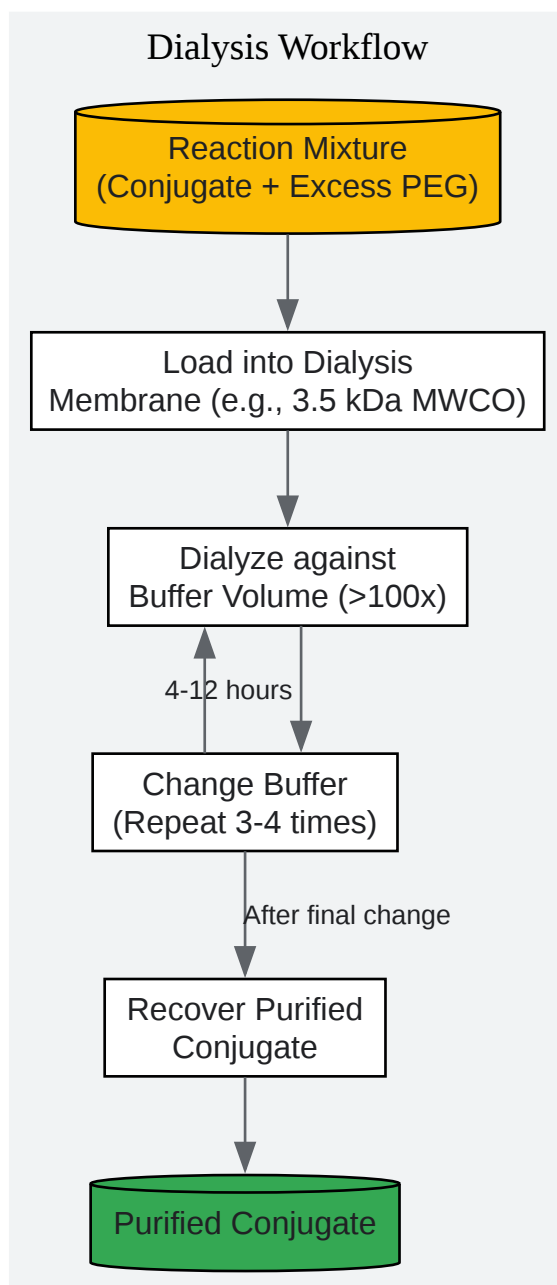 Dialysis Workflow
Reaction Mixture
(Conjugate + Excess PEG)
Load into Dialysis
Membrane (e.g., 3.5 kDa MWCO)
Dialyze against
Buffer Volume (>100x)
4-12 hours
Change Buffer
(Repeat 3-4 times)
After final change
Recover Purified
Conjugate
Purified Conjugate